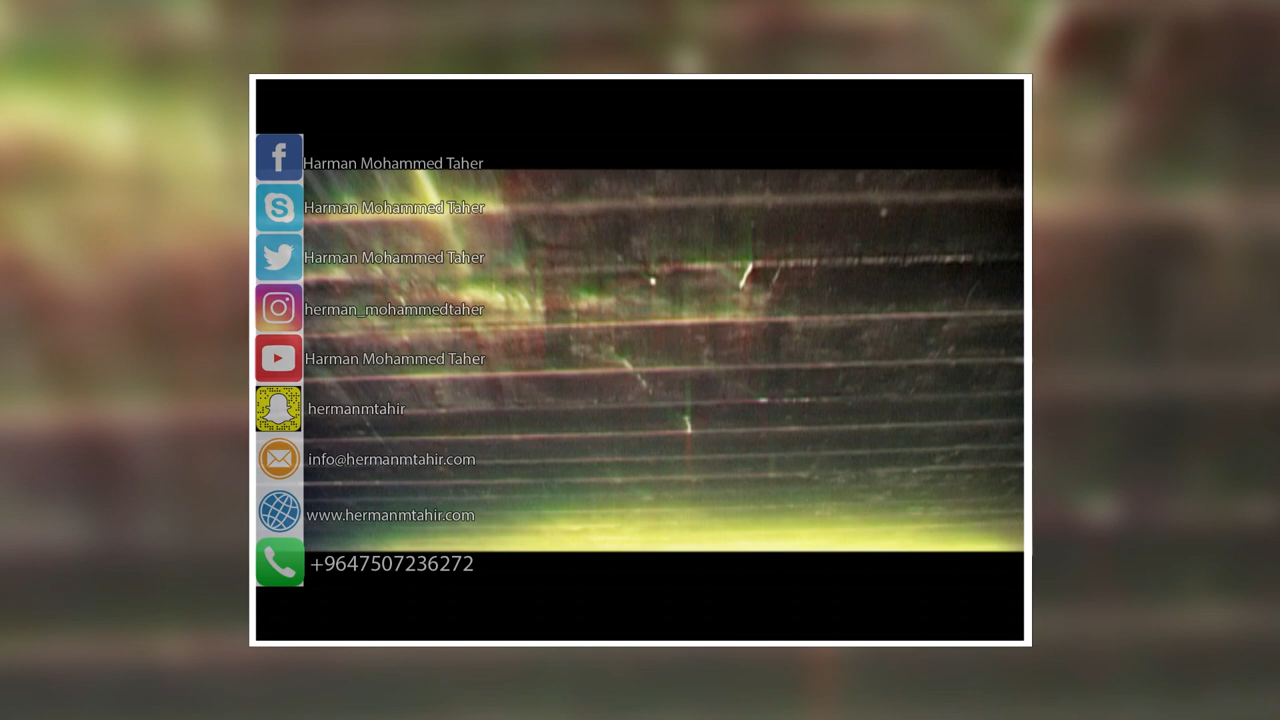 Harman Mohammed Taher
Harman Mohammed Taher
Harman Mohammed Taher
herman_mohammedtaher
Harman Mohammed Taher
hermanmtahir
info@hermanmtahir.com
www.hermanmtahir.com
+9647507236272